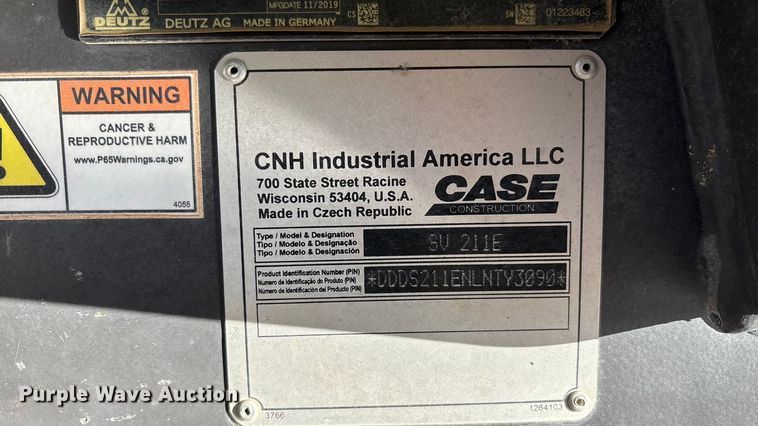 DEUTZ
DEUTZ AG
MFGDATE 11/2019
MADE IN GERMANY
CS
SN
01223463
WARNING
CANCER &
REPRODUCTIVE HARM
www.P65Warnings.ca.gov
4055
CNH Industrial America LLC
700 State Street Racine
Wisconsin 53404, U.S.A.
Made in Czech Republic
CASE
CONSTRUCTION
Type / Model & Designation
Tipo / Modelo & Designação
Tipo / Modelo & Designación
SV 211E
Product Identification Number (PIN)
Número de identificação do Produto (PIN)
Número de Identificación del Producto (PIN)
*DDDS211ENLNTY3090*
3766
1264103
Purple Wave Auction